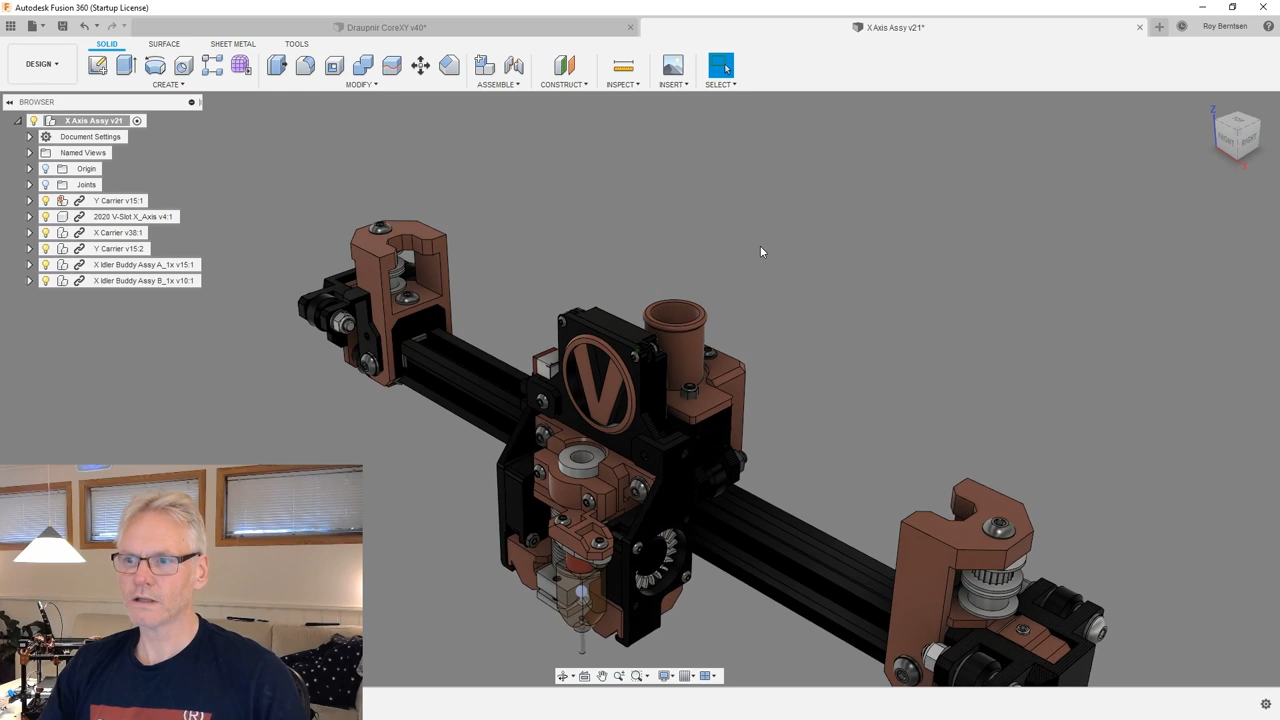 Autodesk Fusion 360 (Startup License)
Draupnir CoreXY v40*
X Axis Assy v21*
Roy Berntsen
DESIGN
SOLID
SURFACE
SHEET METAL
TOOLS
CREATE
MODIFY
ASSEMBLE
CONSTRUCT
INSPECT
INSERT
SELECT
BROWSER
X Axis Assy v21
Document Settings
Named Views
Origin
Joints
Y Carrier v15:1
2020 V-Slot X_Axis v4:1
X Carrier v38:1
Y Carrier v15:2
X Idler Buddy Assy A_1x v15:1
X Idler Buddy Assy B_1x v10:1
Z
TOP
FRONT
RIGHT
X
V
(R)